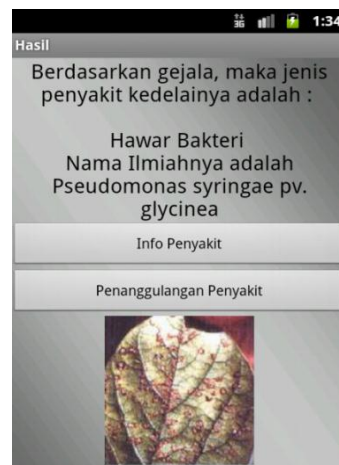 3G 1:34
Hasil
Berdasarkan gejala, maka jenis
penyakit kedelainya adalah :
Hawar Bakteri
Nama Ilmiahnya adalah
Pseudomonas syringae pv.
glycinea
Info Penyakit
Penanggulangan Penyakit